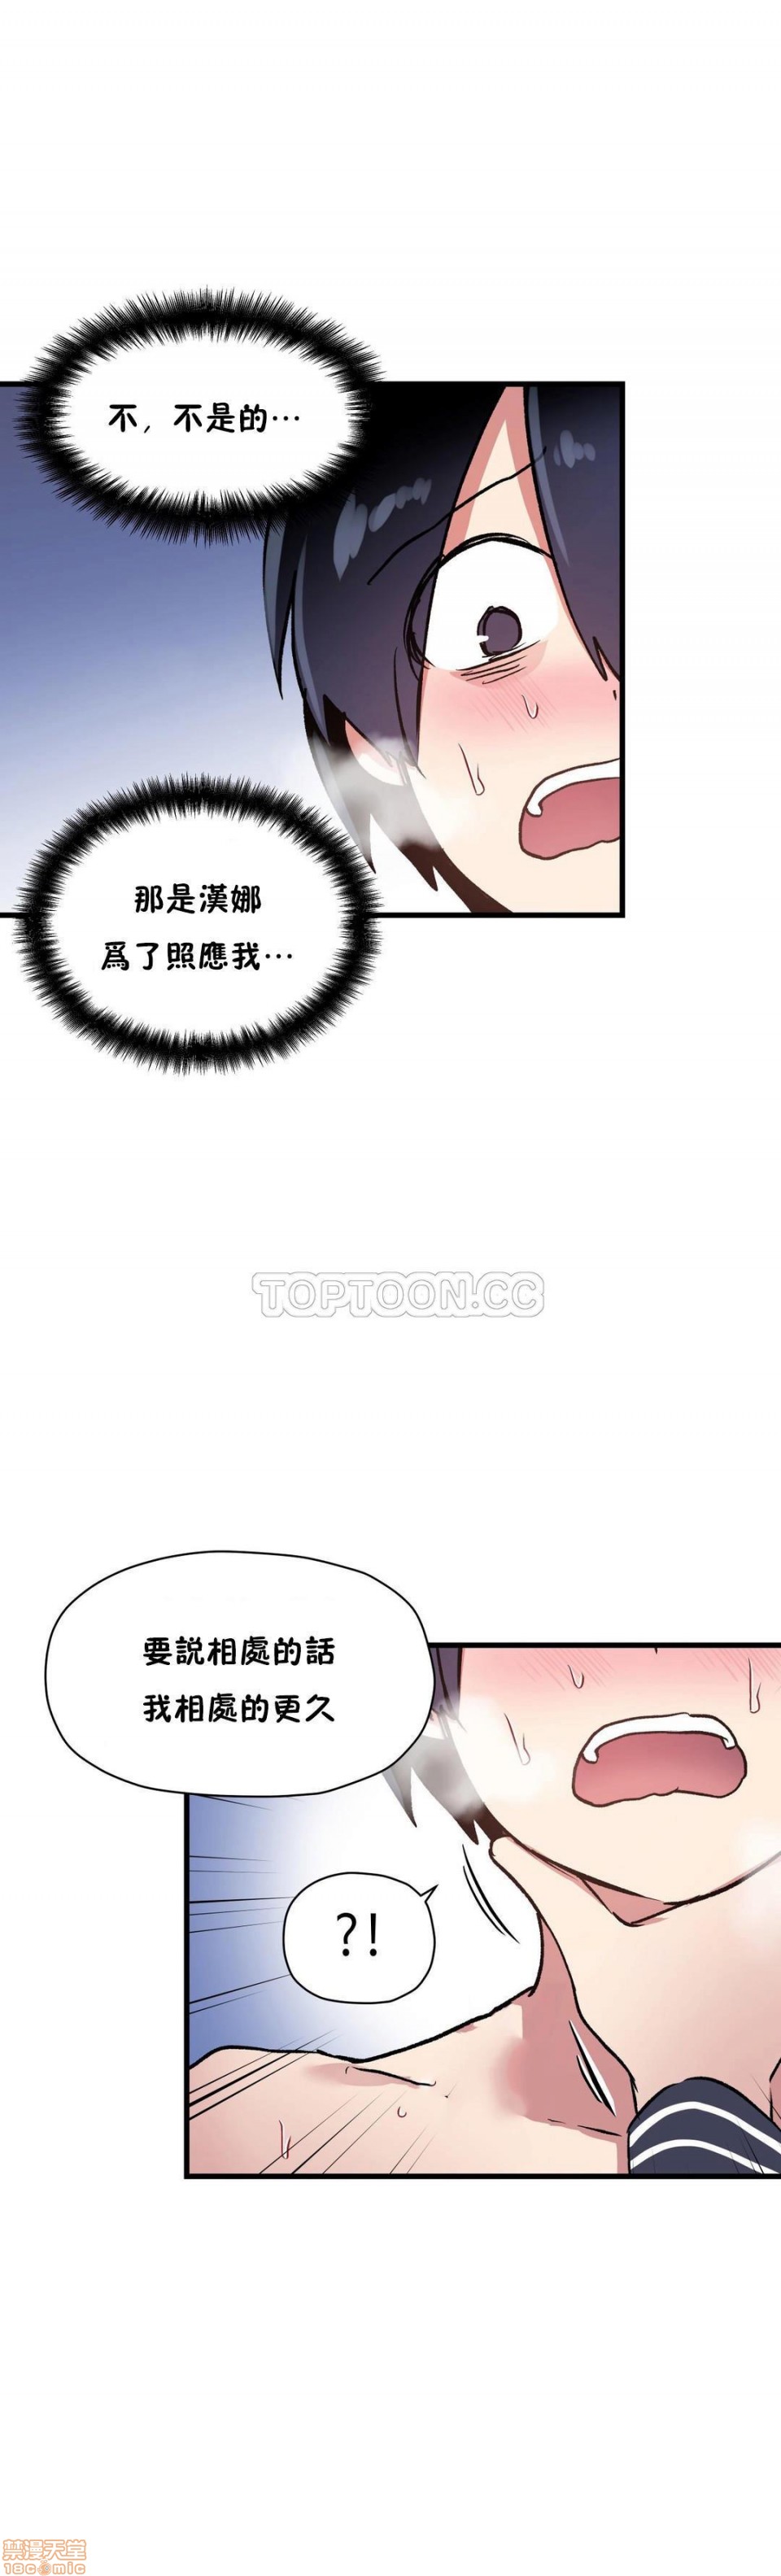 不，不是的…
那是漢娜
爲了照應我…
TOPTOON.CC
要說相處的話
我相處的更久
?!
禁漫天堂
18comic